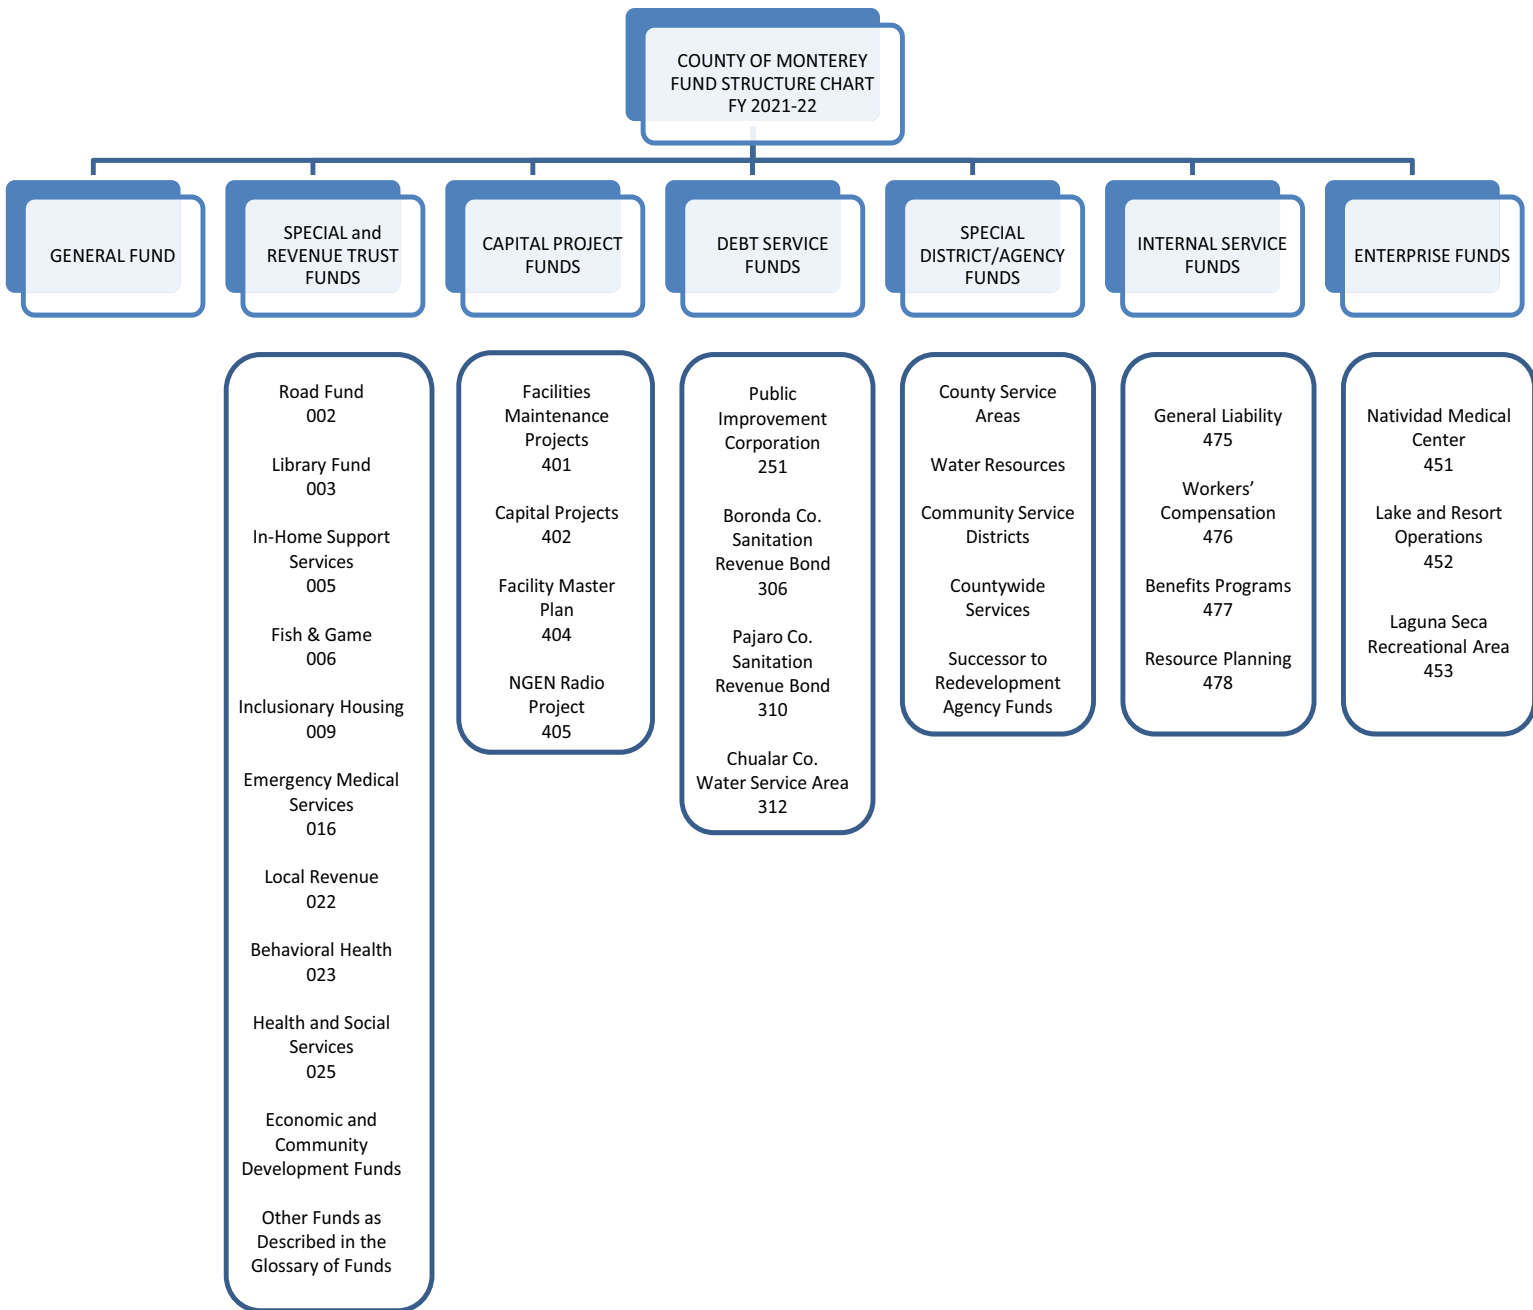 COUNTY OF MONTEREY
FUND STRUCTURE CHART
FY 2021-22
GENERAL FUND
SPECIAL and
REVENUE TRUST
FUNDS
CAPITAL PROJECT
FUNDS
DEBT SERVICE
FUNDS
SPECIAL
DISTRICT/AGENCY
FUNDS
INTERNAL SERVICE
FUNDS
ENTERPRISE FUNDS
Road Fund
002
Library Fund
003
In-Home Support
Services
005
Fish & Game
006
Inclusionary Housing
009
Emergency Medical
Services
016
Local Revenue
022
Behavioral Health
023
Health and Social
Services
025
Economic and
Community
Development Funds
Other Funds as
Described in the
Glossary of Funds
Facilities
Maintenance
Projects
401
Capital Projects
402
Facility Master
Plan
404
NGEN Radio
Project
405
Public
Improvement
Corporation
251
Boronda Co.
Sanitation
Revenue Bond
306
Pajaro Co.
Sanitation
Revenue Bond
310
Chualar Co.
Water Service Area
312
County Service
Areas
Water Resources
Community Service
Districts
Countywide
Services
Successor to
Redevelopment
Agency Funds
General Liability
475
Workers’
Compensation
476
Benefits Programs
477
Resource Planning
478
Natividad Medical
Center
451
Lake and Resort
Operations
452
Laguna Seca
Recreational Area
453